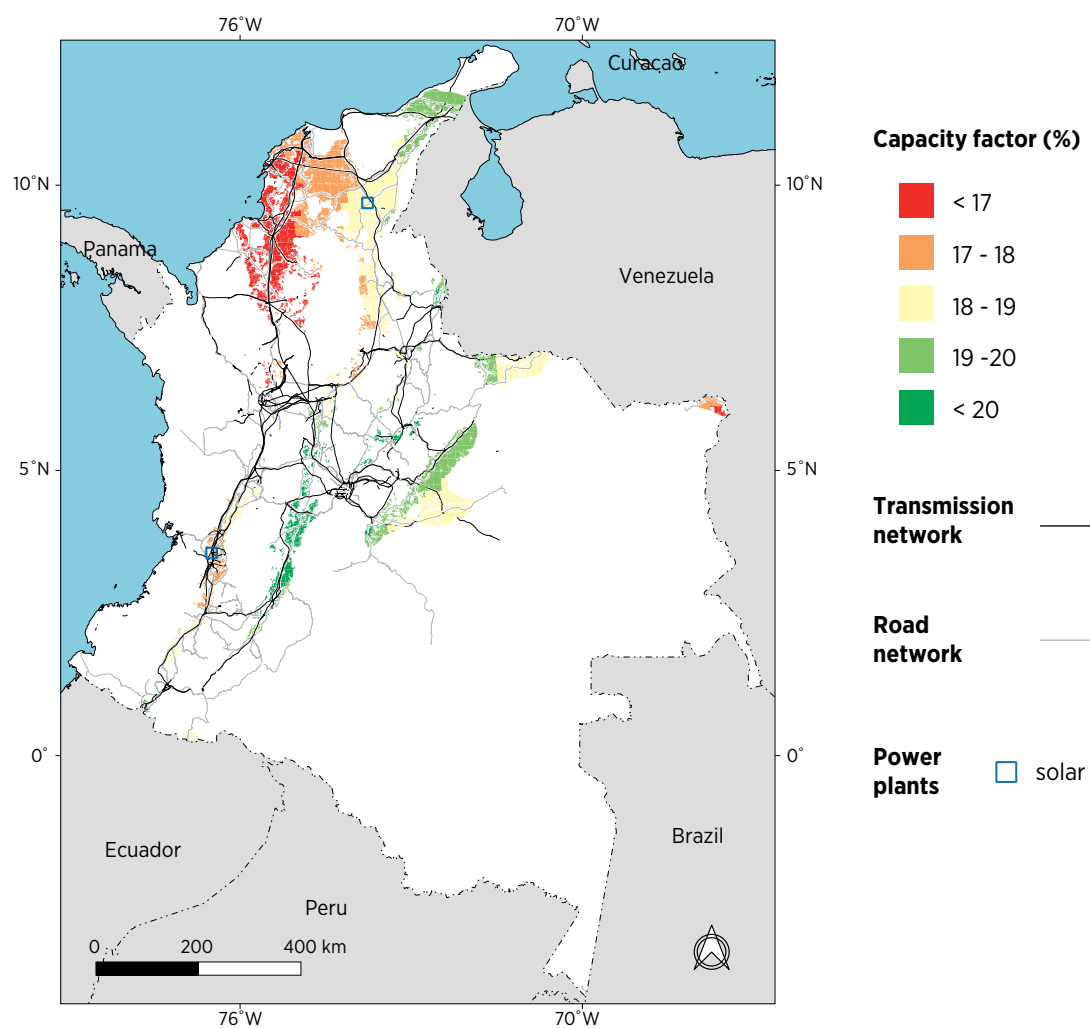 76°W 70°W
Curacao
10°N 10°N
Panama
Venezuela
5°N 5°N
0° 0°
Ecuador
Brazil
Peru
0 200 400 km
76°W 70°W
Capacity factor (%)
< 17
17 - 18
18 - 19
19 -20
< 20
Transmission
network
Road
network
Power
plants
solar